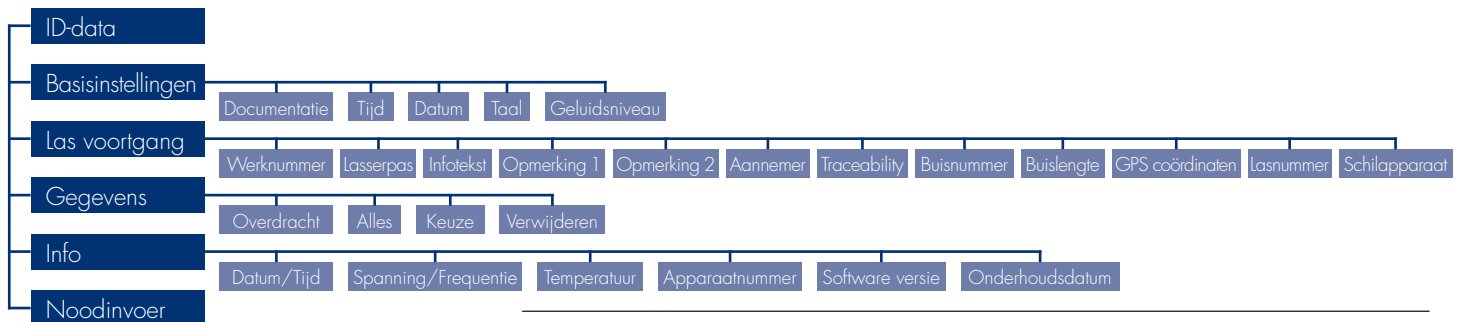 ID-data
Basisinstellingen
Documentatie Tijd Datum Taal Geluidsniveau
Las voortgang
Werknummer Lasserpas Infotekst Opmerking 1 Opmerking 2 Aannemer Traceability Buisnummer Buislengte GPS coördinaten Lasnummer Schilapparaat
Gegevens
Overdracht Alles Keuze Verwijderen
Info
Datum/Tijd Spanning/Frequentie Temperatuur Apparaatnummer Software versie Onderhoudsdatum
Noodinvoer